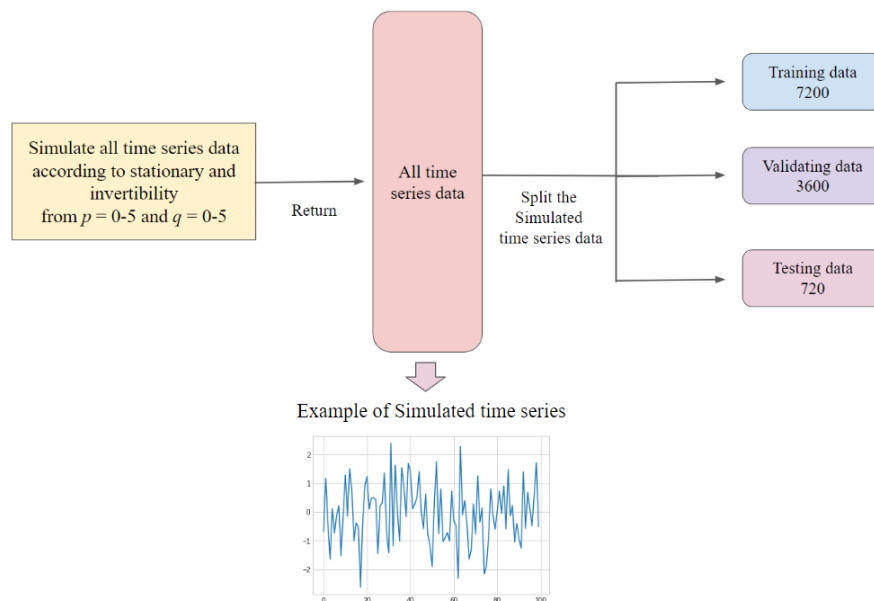 Simulate all time series data
according to stationary and
invertibility
from p = 0-5 and q = 0-5
Return
All time
series data
Split the
Simulated
time series data
Training data
7200
Validating data
3600
Testing data
720
Example of Simulated time series
2
1
0
−1
−2
0
20
40
60
80
100